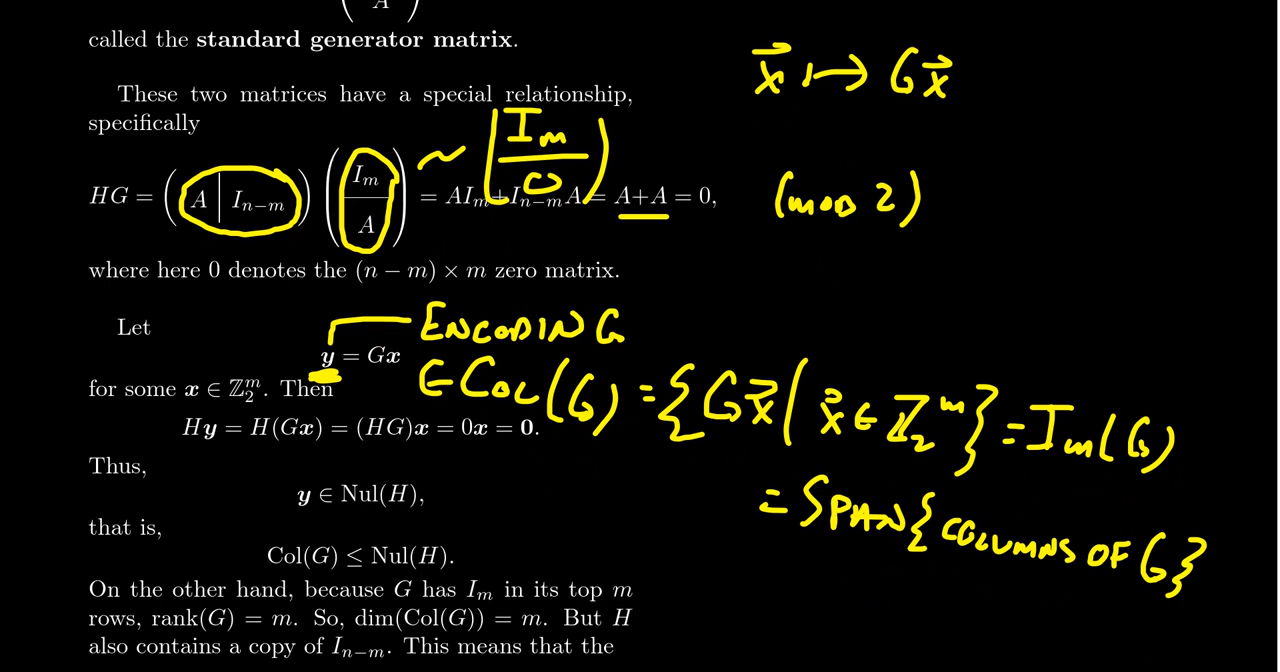 ( A )
called the standard generator matrix.
x⃗ ↦ Gx⃗
These two matrices have a special relationship,
specifically
HG = ( A | I_{n−m} ) ( I_m / A ) = AI_m + I_{n−m}A = A+A = 0,
~ ( I_m / 0 )
(mod 2)
where here 0 denotes the (n − m) × m zero matrix.
Let
ENCODING
y = Gx
for some x ∈ ℤ₂^m. Then
∈ Col(G) = {Gx⃗ | x⃗ ∈ ℤ₂^m} = Im(G)
Hy = H(Gx) = (HG)x = 0x = 0.
= SPAN{COLUMNS OF G}
Thus,
y ∈ Nul(H),
that is,
Col(G) ≤ Nul(H).
On the other hand, because G has I_m in its top m
rows, rank(G) = m. So, dim(Col(G)) = m. But H
also contains a copy of I_{n−m}. This means that the